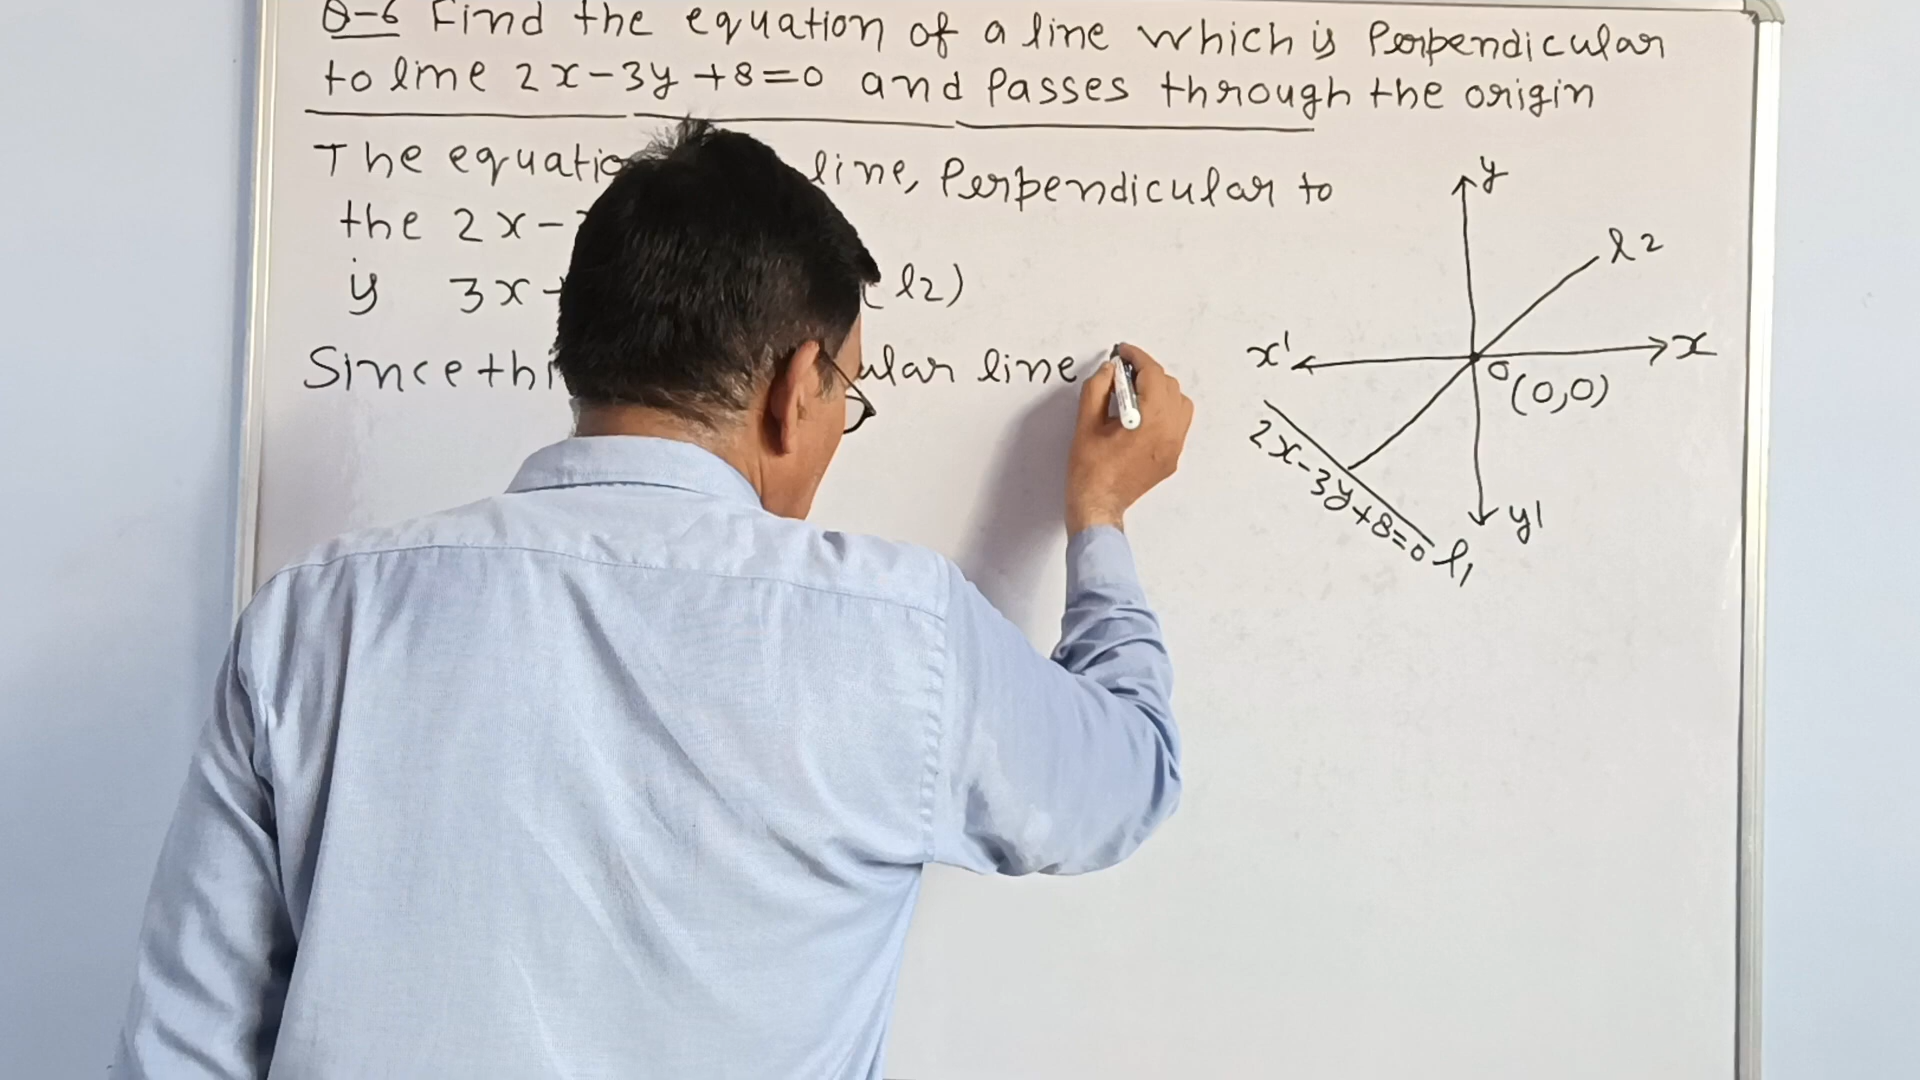 Q-6 Find the equation of a line which is Perpendicular
to line 2x-3y+8=0 and Passes through the origin
The equatio line, Perpendicular to
the 2x-
is 3x+ (l2)
Since thi ular line
y
l2
x' x
O
(0,0)
2x-3y+8=0 l1
y'